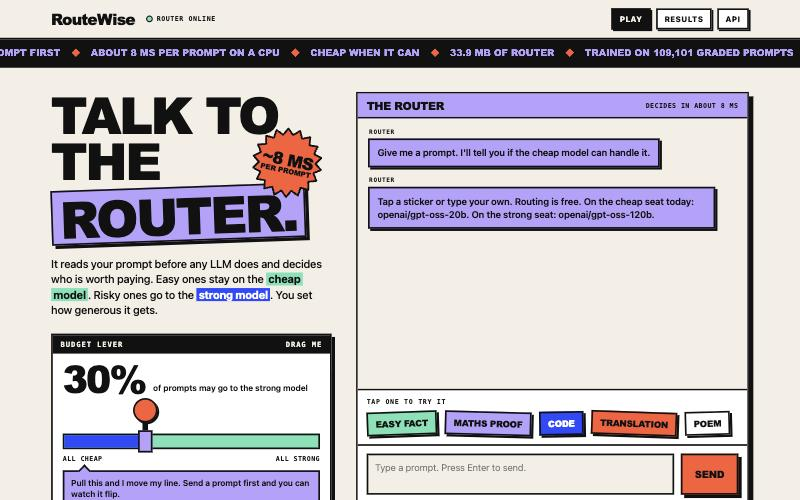 RouteWise
ROUTER ONLINE
PLAY
RESULTS
API
OMPT FIRST ◆ ABOUT 8 MS PER PROMPT ON A CPU ◆ CHEAP WHEN IT CAN ◆ 33.9 MB OF ROUTER ◆ TRAINED ON 109,101 GRADED PROMPTS
TALK TO
THE
ROUTER.
~8 MS
PER PROMPT
It reads your prompt before any LLM does and decides
who is worth paying. Easy ones stay on the cheap
model. Risky ones go to the strong model. You set
how generous it gets.
BUDGET LEVER
DRAG ME
30% of prompts may go to the strong model
ALL CHEAP
ALL STRONG
Pull this and I move my line. Send a prompt first and you can
watch it flip.
THE ROUTER
DECIDES IN ABOUT 8 MS
ROUTER
Give me a prompt. I'll tell you if the cheap model can handle it.
ROUTER
Tap a sticker or type your own. Routing is free. On the cheap seat today:
openai/gpt-oss-20b. On the strong seat: openai/gpt-oss-120b.
TAP ONE TO TRY IT
EASY FACT
MATHS PROOF
CODE
TRANSLATION
POEM
Type a prompt. Press Enter to send.
SEND